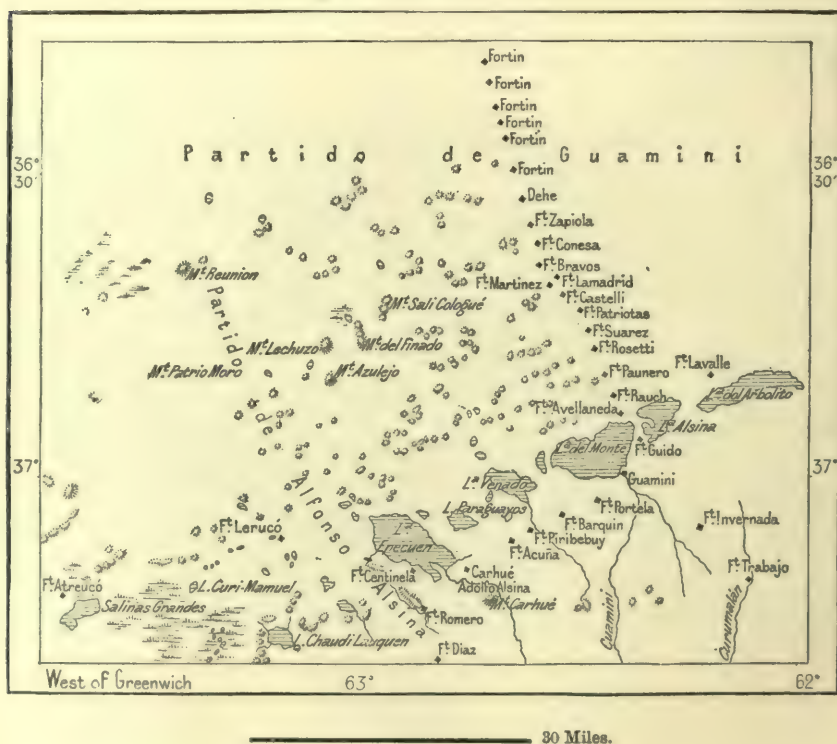 Fortin
Fortin
Fortin
Fortin
Fortin
36° 30'
Partido de Guamini
36° 30'
Fortin
Dehe
Ft. Zapiola
Ft. Conesa
Ft. Bravos
Mt. Reunion
Ft. Martinez
Ft. Lamadrid
Ft. Castelli
Mt. Sali Cologué
Ft. Patriotas
Ft. Suarez
Mt. Lechuzo
Mt. del Finado
Ft. Rosetti
Mt. Patrio Moro
Mt. Azulejo
Ft. Paunero
Ft. Lavalle
Ft. Rauch
La. del Arbolito
Ft. Avellaneda
La. Alsina
Ft. Guido
La. del Monte
37°
37°
Guamini
La. Venado
Partido de Alfonso Alsina
L. Paraguayos
Ft. Portela
Ft. Barquin
Ft. Invernada
Ft. Lerucó
La. Epecuen
Ft. Piribebuy
Ft. Acuña
Ft. Centinela
Carhué
Adolfo Alsina
Ft. Trabajo
Ft. Atreucó
L. Curi-Mamuel
Salinas Grandes
Mt. Carhué
Ft. Romero
Guamini
Curumalán
L. Chaudi Lauquen
Ft. Diaz
West of Greenwich
63°
62°
30 Miles.